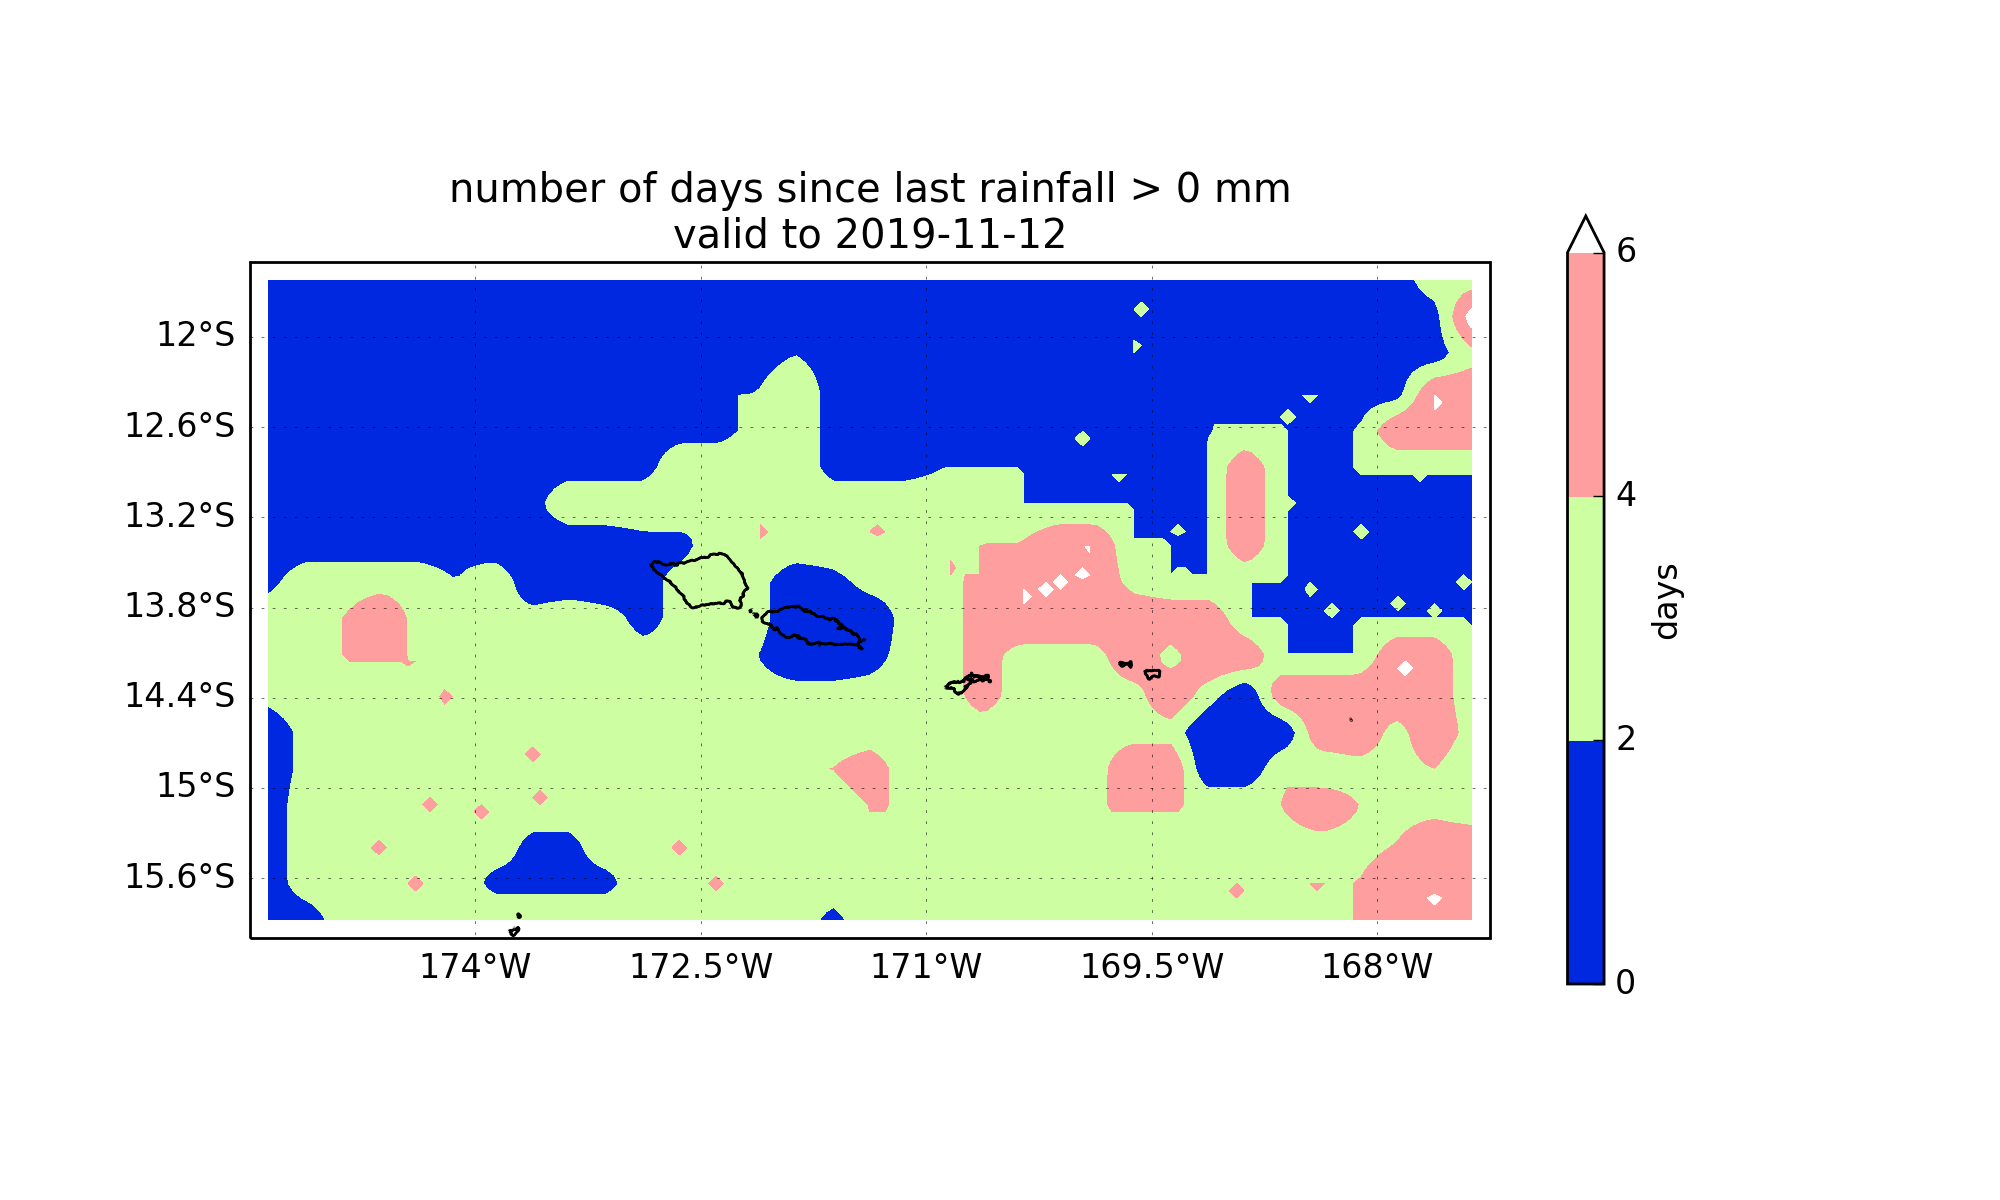 number of days since last rainfall > 0 mm
valid to 2019-11-12
12°S
12.6°S
13.2°S
13.8°S
14.4°S
15°S
15.6°S
174°W
172.5°W
171°W
169.5°W
168°W
6
4
2
0
days